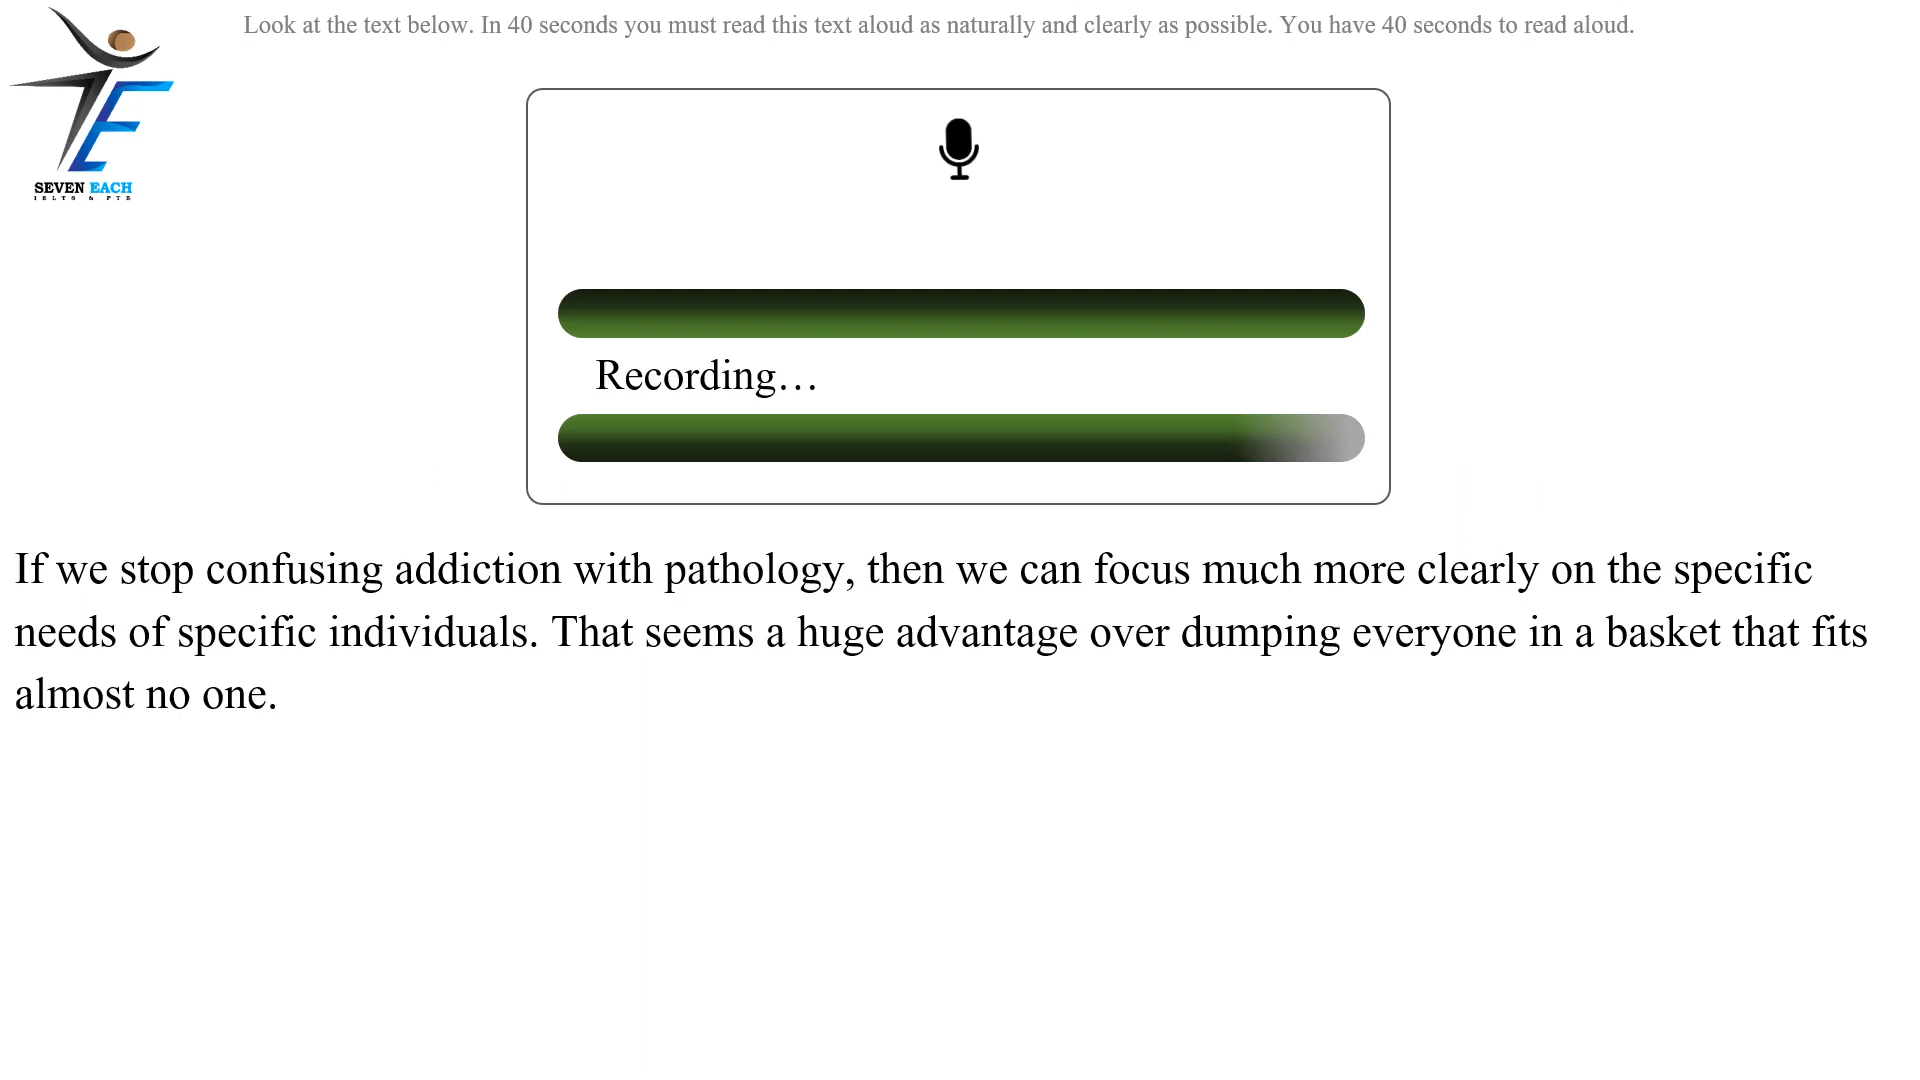 Look at the text below. In 40 seconds you must read this text aloud as naturally and clearly as possible. You have 40 seconds to read aloud.
SEVEN EACH
IELTS & PTE
Recording…
If we stop confusing addiction with pathology, then we can focus much more clearly on the specific
needs of specific individuals. That seems a huge advantage over dumping everyone in a basket that fits
almost no one.